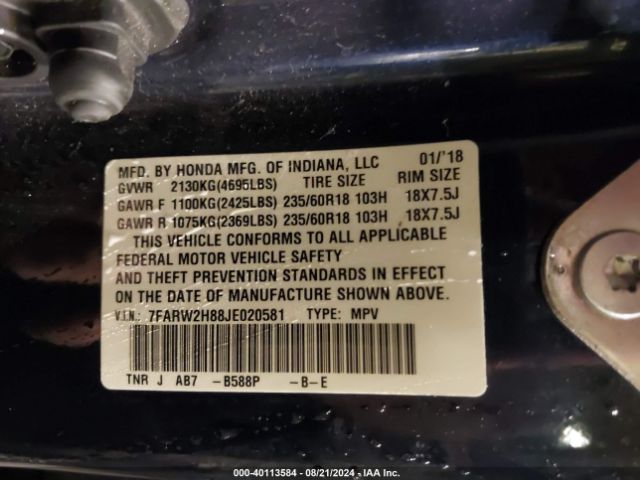 MFD. BY HONDA MFG. OF INDIANA, LLC 01/'18
GVWR 2130KG(4695LBS) TIRE SIZE RIM SIZE
GAWR F 1100KG(2425LBS) 235/60R18 103H 18X7.5J
GAWR R 1075KG(2369LBS) 235/60R18 103H 18X7.5J
THIS VEHICLE CONFORMS TO ALL APPLICABLE
FEDERAL MOTOR VEHICLE SAFETY
AND THEFT PREVENTION STANDARDS IN EFFECT
ON THE DATE OF MANUFACTURE SHOWN ABOVE.
V.I.N.: 7FARW2H88JE020581 TYPE: MPV
TNR J AB7 -B588P -B-E
000-40113584 - 08/21/2024 - IAA Inc.